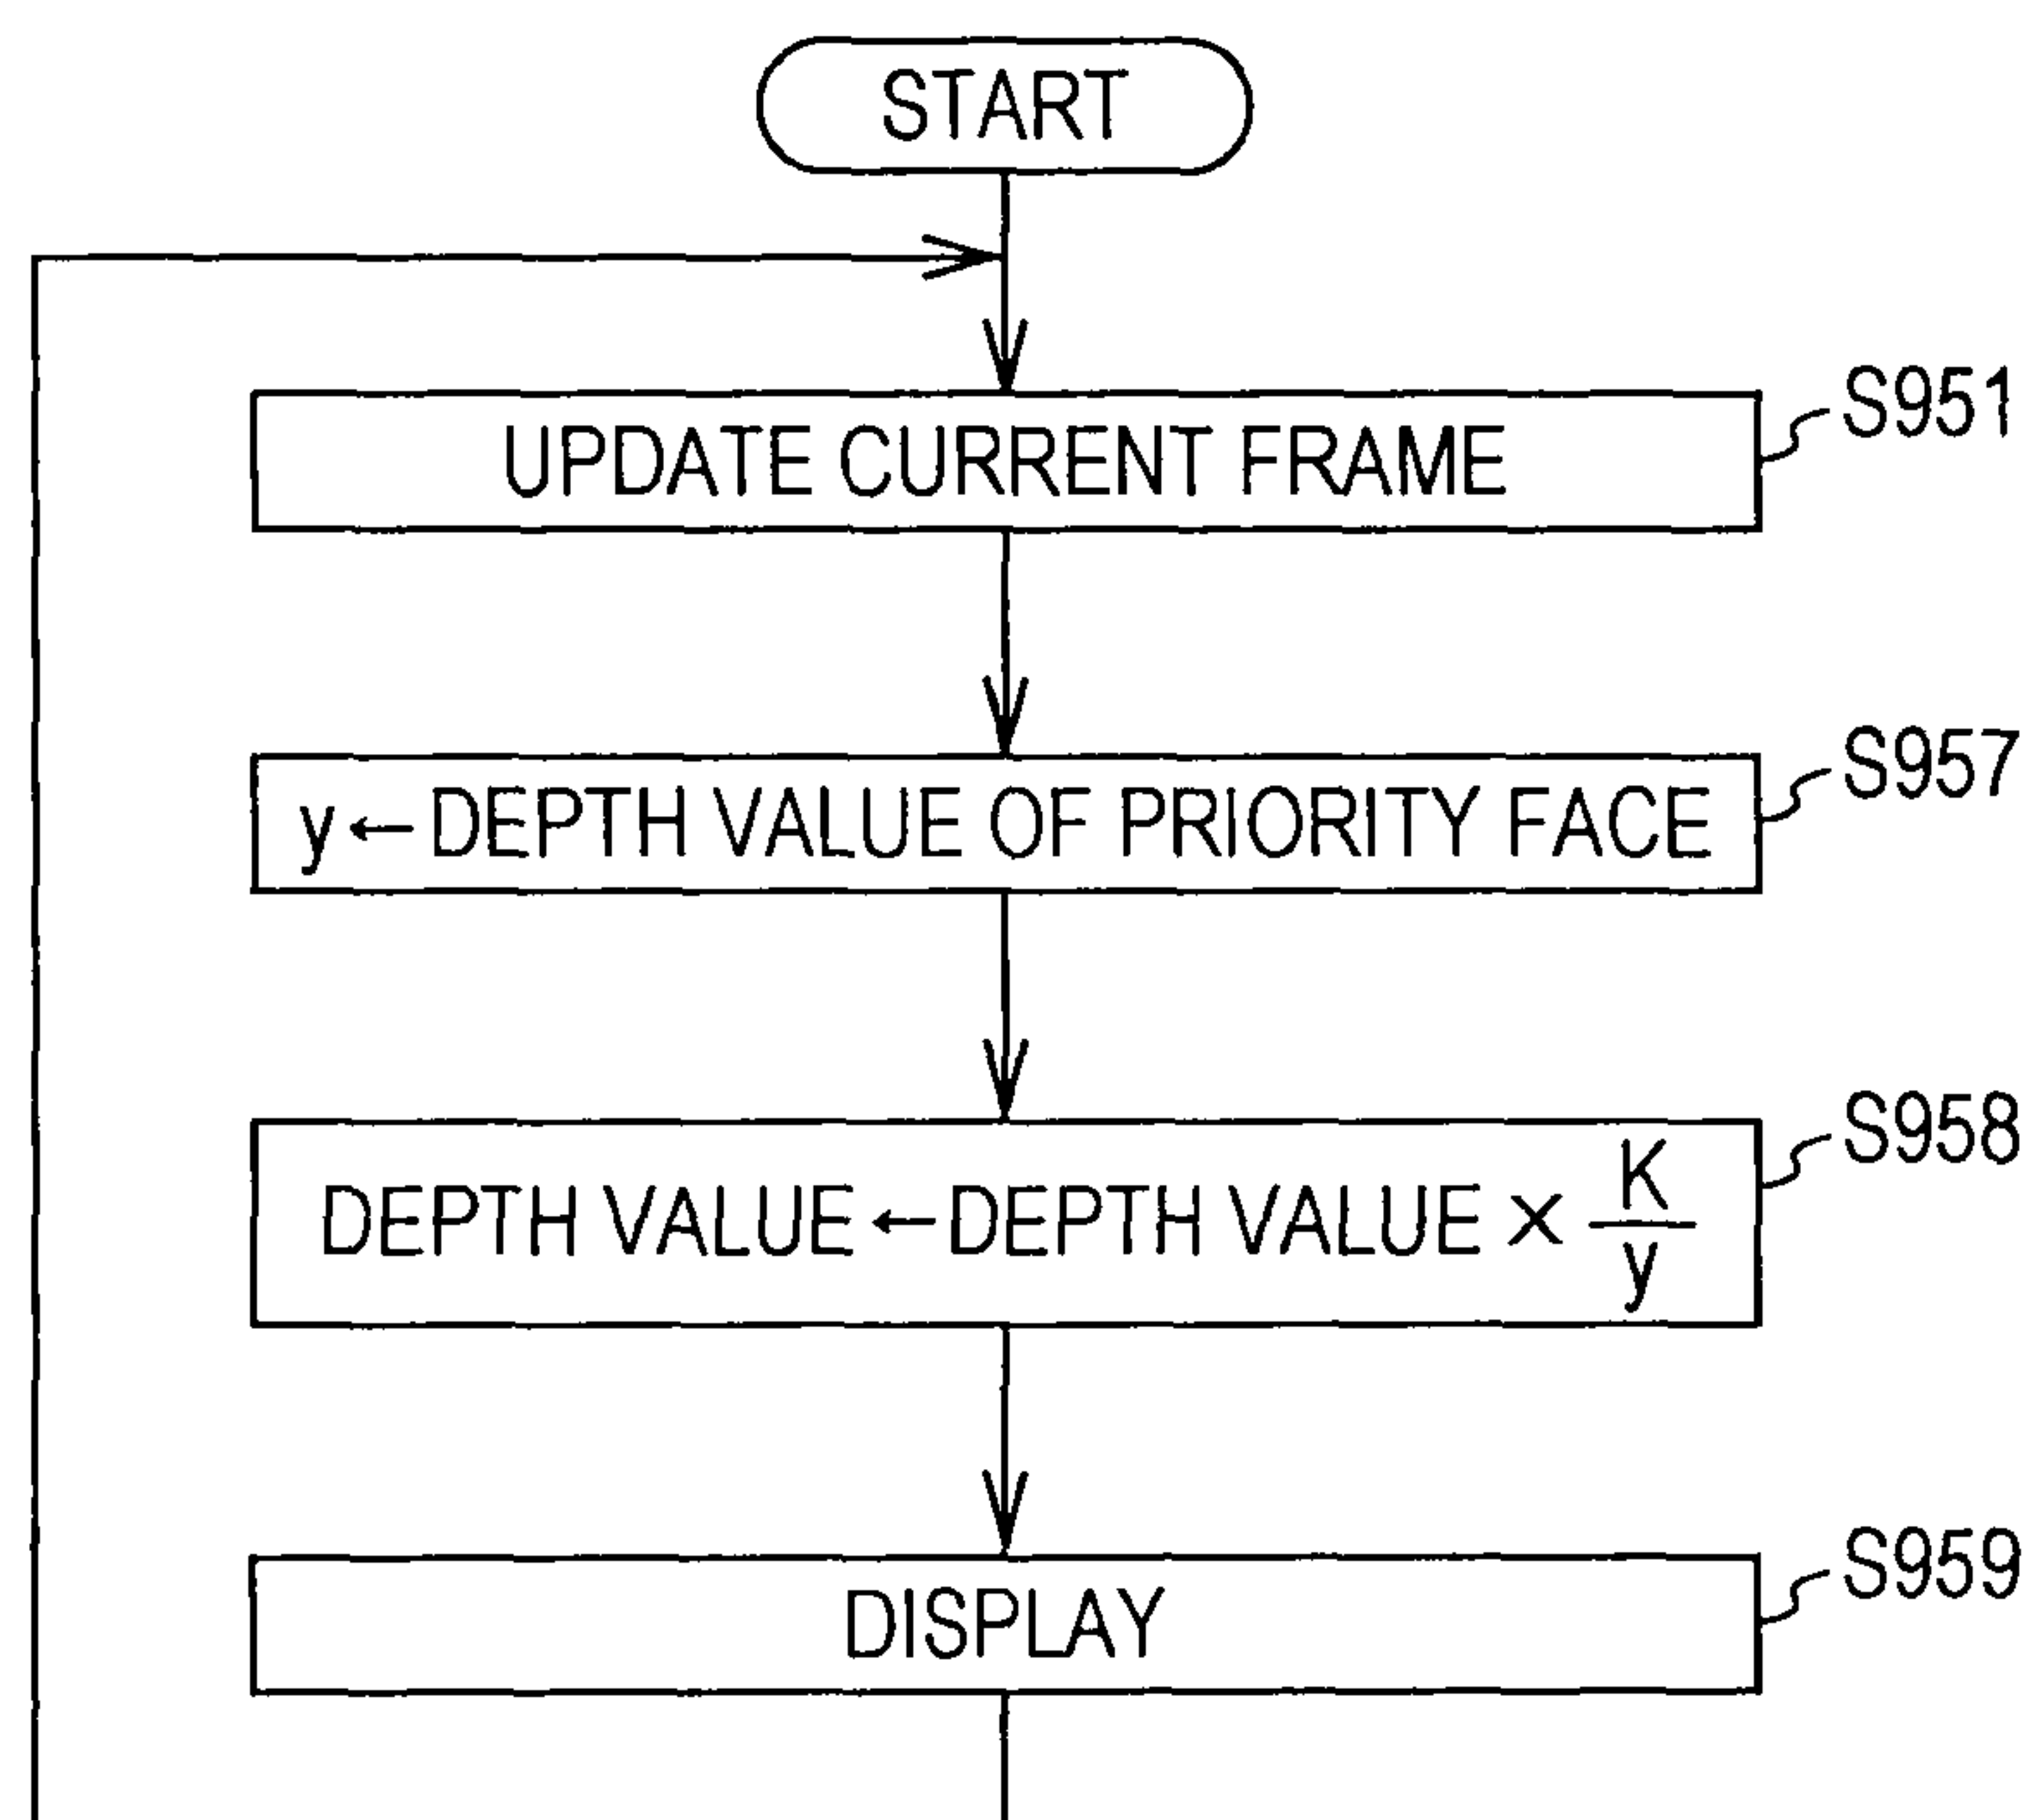 START
UPDATE CURRENT FRAME
S951
y←DEPTH VALUE OF PRIORITY FACE
S957
DEPTH VALUE←DEPTH VALUE × K/y
S958
DISPLAY
S959